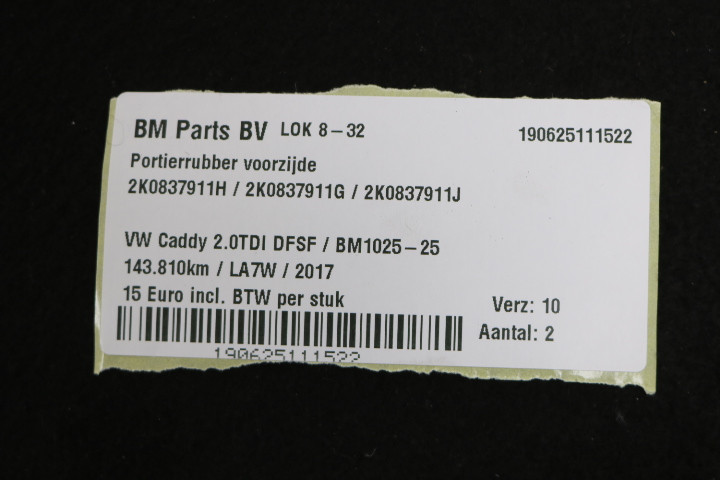 BM Parts BV LOK 8-32 190625111522
Portierrubber voorzijde
2K0837911H / 2K0837911G / 2K0837911J
VW Caddy 2.0TDI DFSF / BM1025-25
143.810km / LA7W / 2017
15 Euro incl. BTW per stuk Verz: 10
Aantal: 2
190625111522